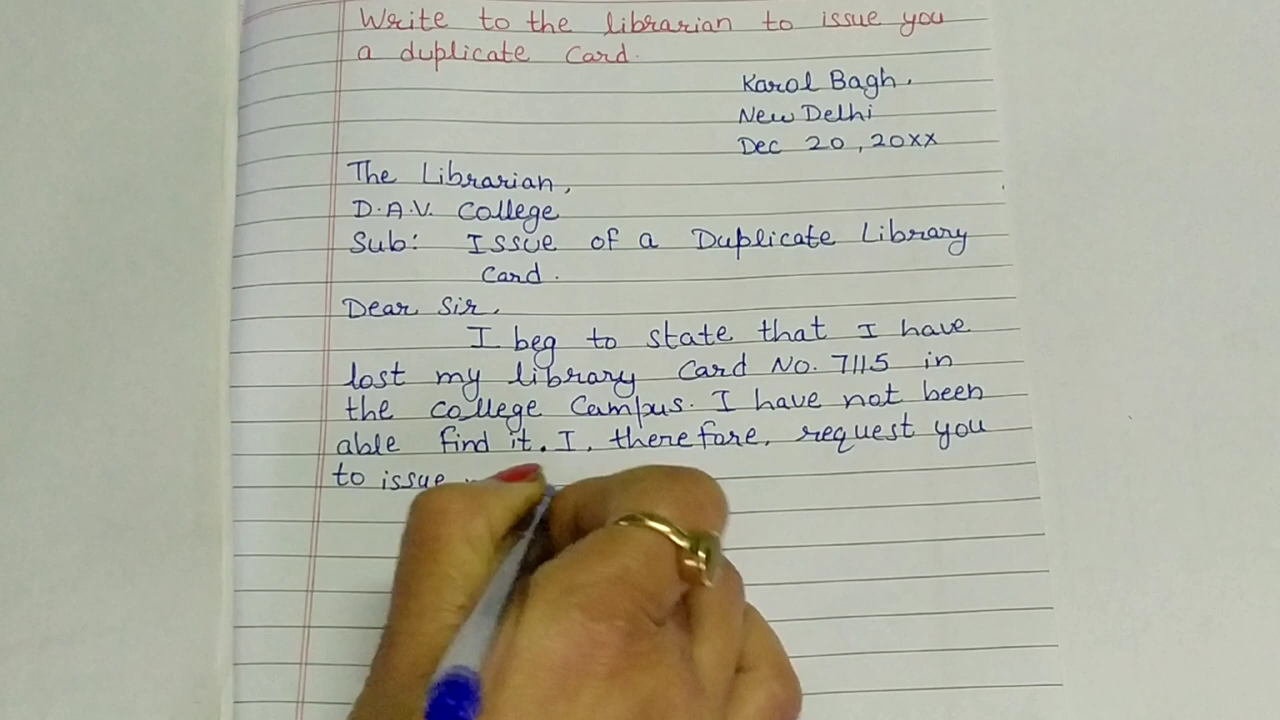 Write to the librarian to issue you
a duplicate Card.
Karol Bagh,
New Delhi
Dec 20, 20xx
The Librarian,
D.A.V. College
Sub: Issue of a Duplicate Library
Card.
Dear Sir,
I beg to state that I have
lost my library Card No. 7115 in
the college Campus. I have not been
able find it. I, therefore, request you
to issue